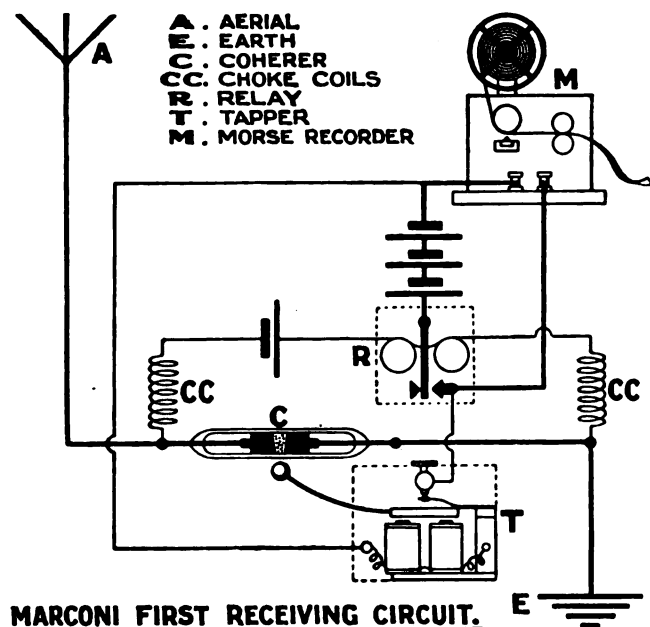 A. AERIAL
E. EARTH
C. COHERER
CC. CHOKE COILS
R. RELAY
T. TAPPER
M. MORSE RECORDER
A
M
R
CC
CC
C
T
E
MARCONI FIRST RECEIVING CIRCUIT.